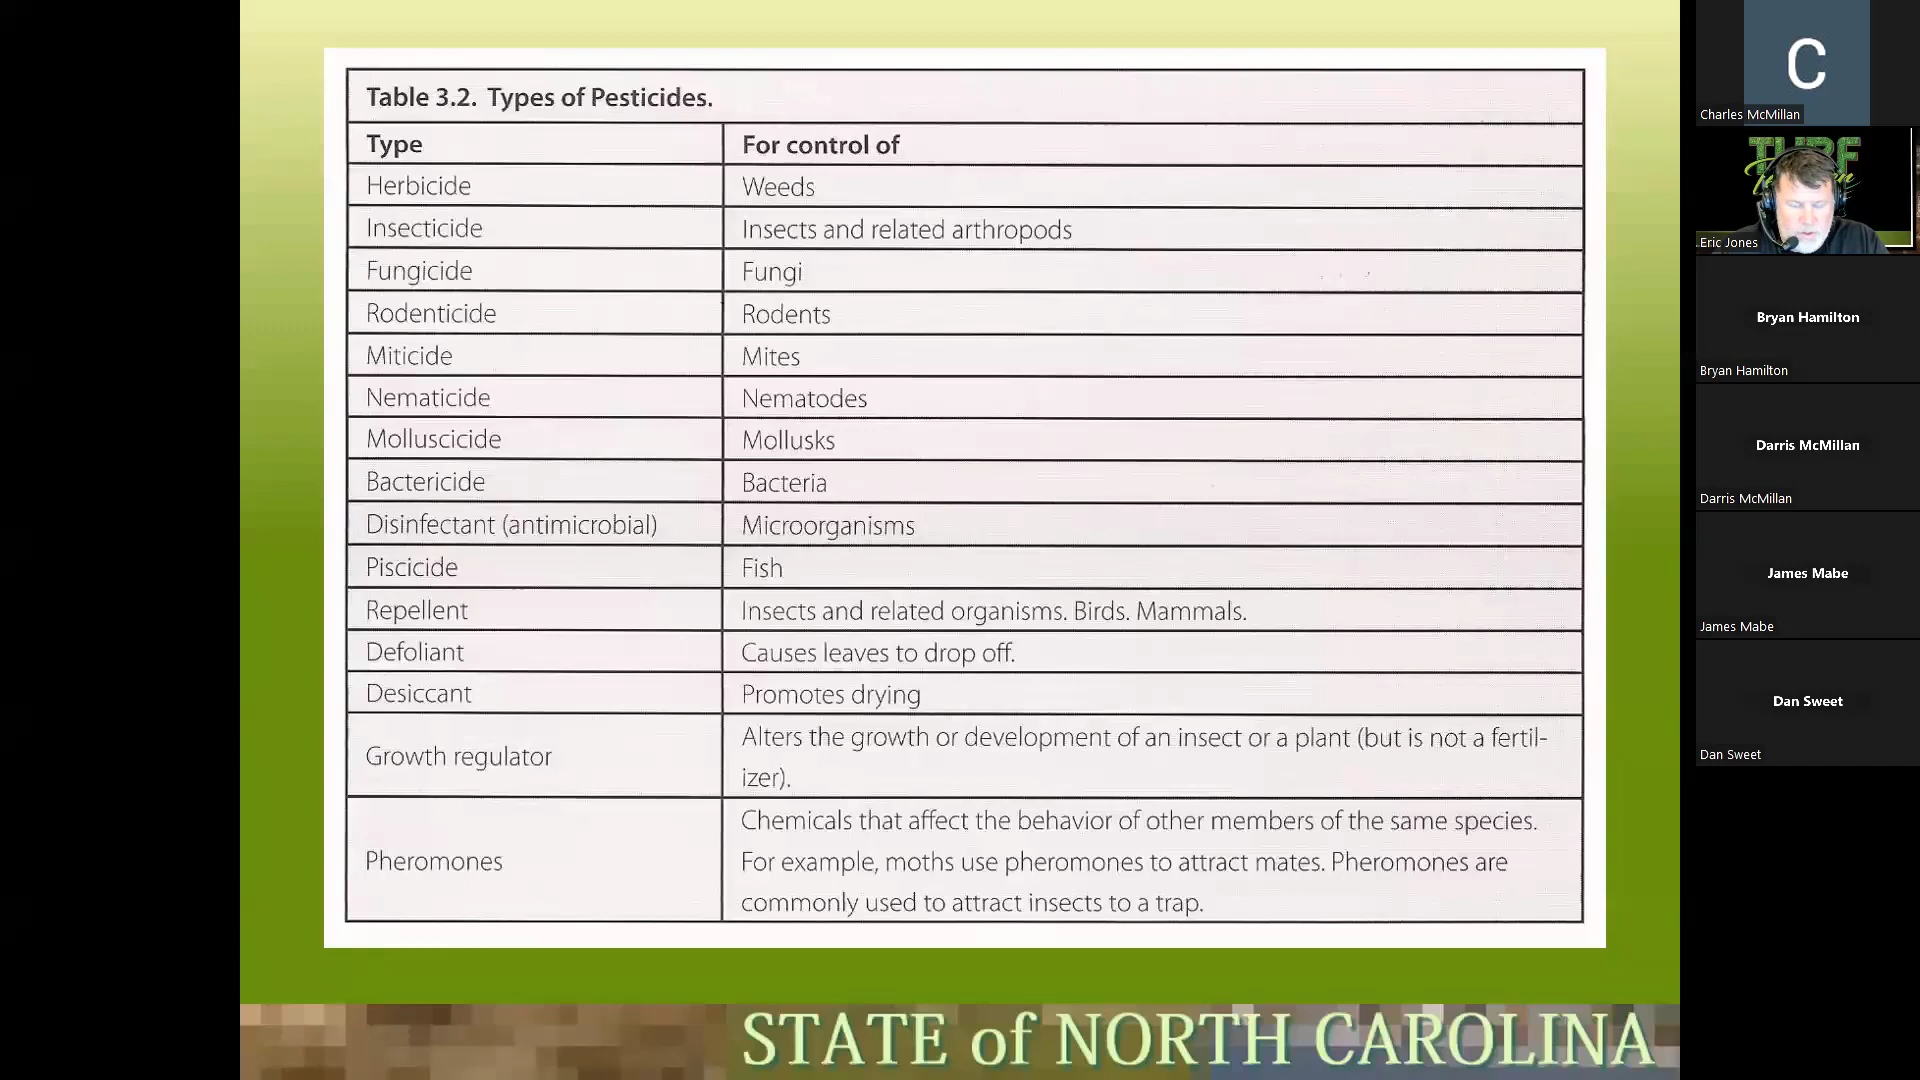 Table 3.2. Types of Pesticides.
Type For control of
Herbicide Weeds
Insecticide Insects and related arthropods
Fungicide Fungi
Rodenticide Rodents
Miticide Mites
Nematicide Nematodes
Molluscicide Mollusks
Bactericide Bacteria
Disinfectant (antimicrobial) Microorganisms
Piscicide Fish
Repellent Insects and related organisms. Birds. Mammals.
Defoliant Causes leaves to drop off.
Desiccant Promotes drying
Growth regulator Alters the growth or development of an insect or a plant (but is not a fertil-
izer).
Pheromones Chemicals that affect the behavior of other members of the same species.
For example, moths use pheromones to attract mates. Pheromones are
commonly used to attract insects to a trap.
STATE of NORTH CAROLINA
C
Charles McMillan
TURF
Eric Jones
Bryan Hamilton
Bryan Hamilton
Darris McMillan
Darris McMillan
James Mabe
James Mabe
Dan Sweet
Dan Sweet